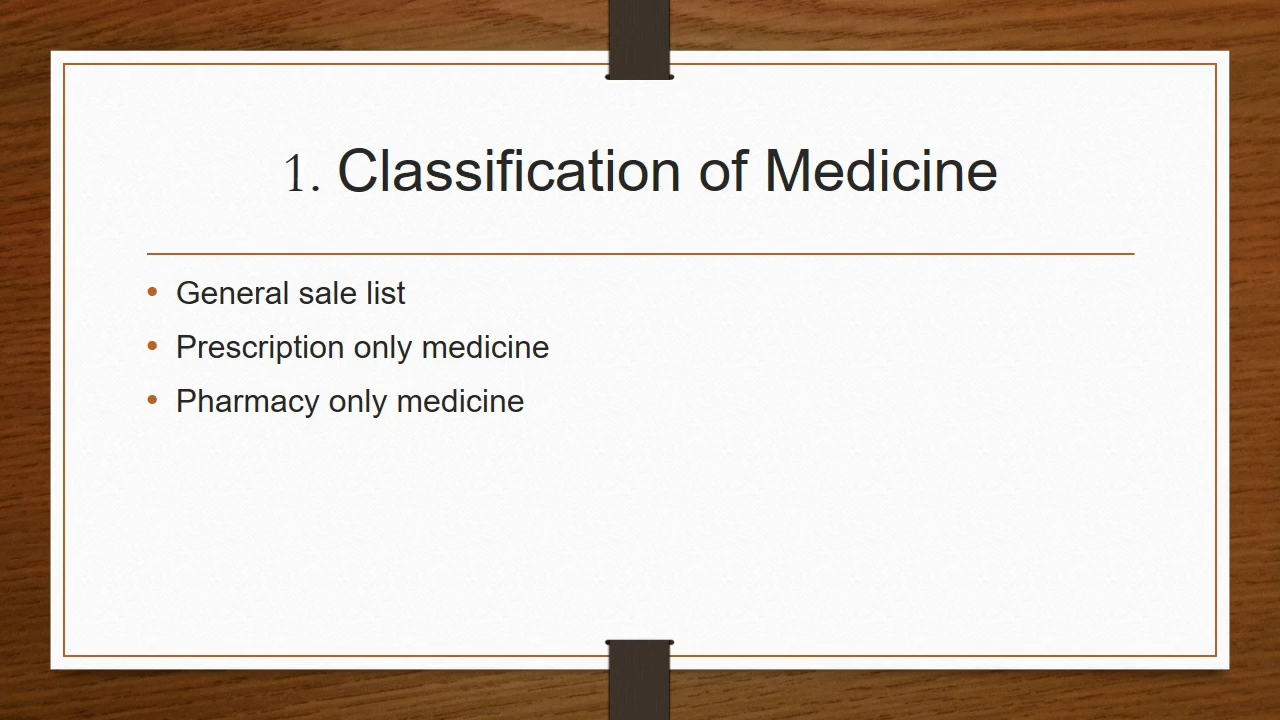 1. Classification of Medicine
• General sale list
• Prescription only medicine
• Pharmacy only medicine